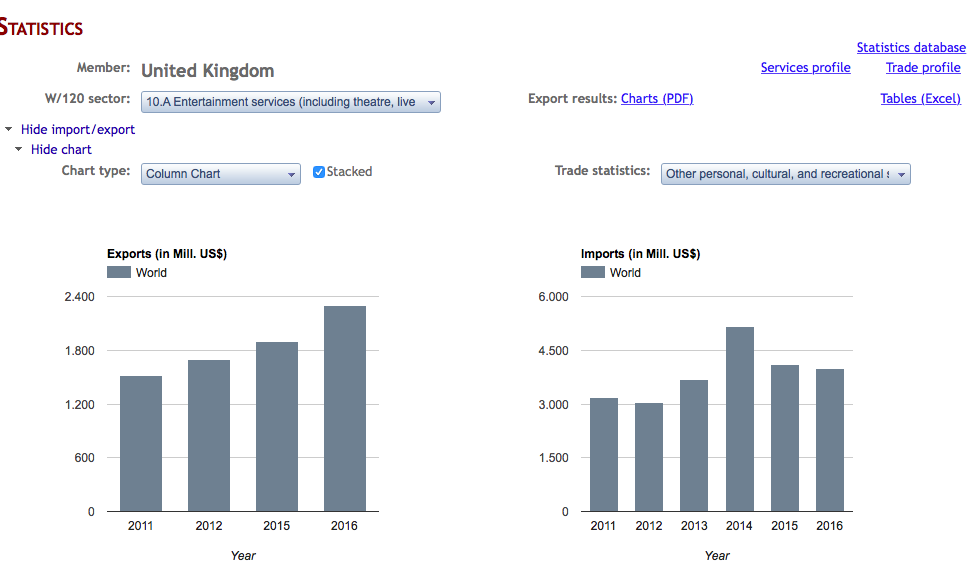 STATISTICS
Statistics database
Member: United Kingdom
Services profile Trade profile
W/120 sector: 10.A Entertainment services (including theatre, live
Export results: Charts (PDF) Tables (Excel)
Hide import/export
Hide chart
Chart type: Column Chart Stacked
Trade statistics: Other personal, cultural, and recreational
Exports (in Mill. US$)
World
2.400
1.800
1.200
600
0
2011 2012 2015 2016
Year
Imports (in Mill. US$)
World
6.000
4.500
3.000
1.500
0
2011 2012 2013 2014 2015 2016
Year